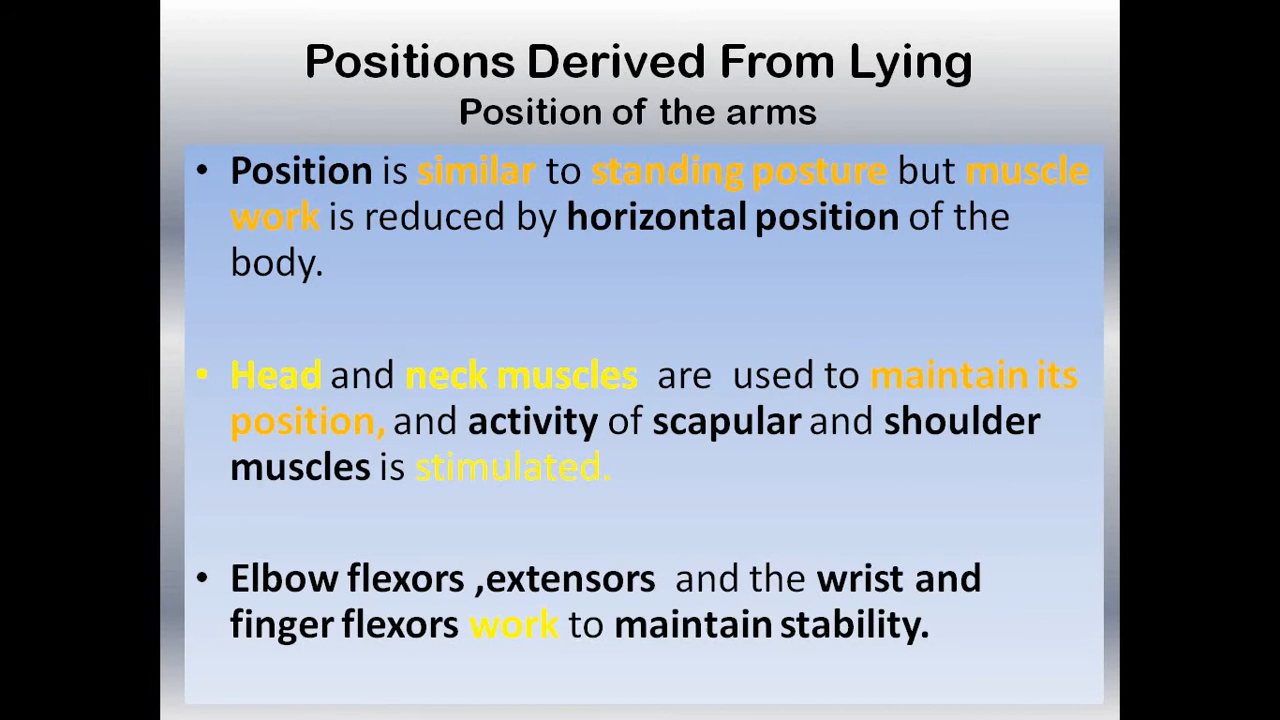 Positions Derived From Lying
Position of the arms
• Position is similar to standing posture but muscle
work is reduced by horizontal position of the
body.
• Head and neck muscles are used to maintain its
position, and activity of scapular and shoulder
muscles is stimulated.
• Elbow flexors ,extensors and the wrist and
finger flexors work to maintain stability.